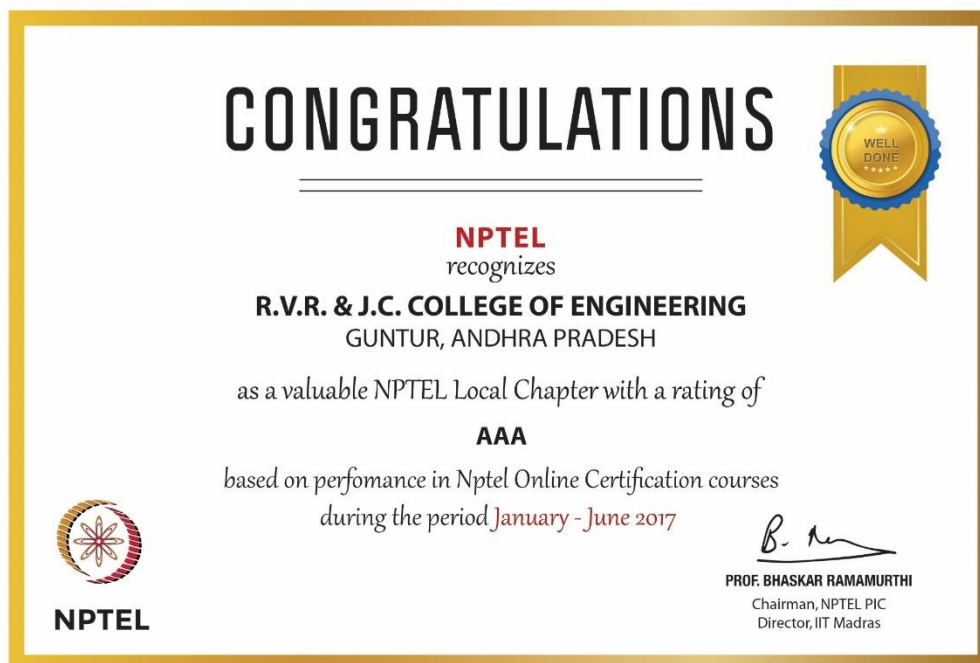 CONGRATULATIONS
WELL
DONE
NPTEL
recognizes
R.V.R. & J.C. COLLEGE OF ENGINEERING
GUNTUR, ANDHRA PRADESH
as a valuable NPTEL Local Chapter with a rating of
AAA
based on perfomance in Nptel Online Certification courses
during the period January - June 2017
NPTEL
PROF. BHASKAR RAMAMURTHI
Chairman, NPTEL PIC
Director, IIT Madras